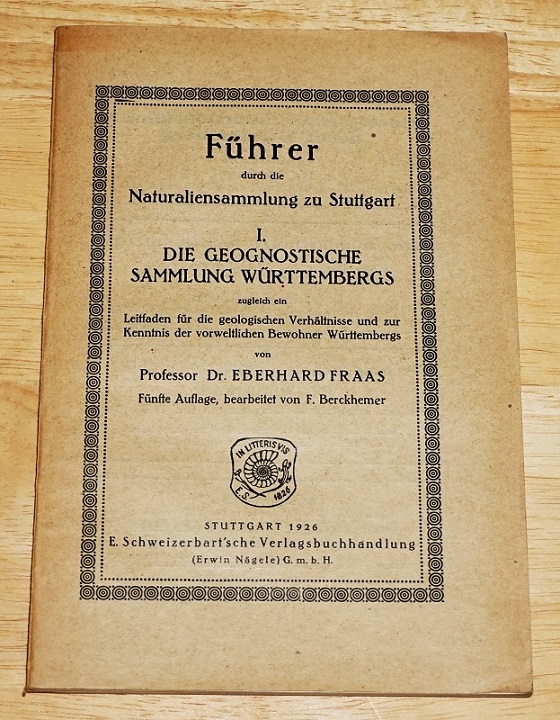 Führer
durch die
Naturaliensammlung zu Stuttgart
I.
DIE GEOGNOSTISCHE
SAMMLUNG WÜRTTEMBERGS
zugleich ein
Leitfaden für die geologischen Verhältnisse und zur
Kenntnis der vorweltlichen Bewohner Württembergs
von
Professor Dr. EBERHARD FRAAS
Fünfte Auflage, bearbeitet von F. Berckhemer
IN LITTERIS VIS
E. S. 1826
STUTTGART 1926
E. Schweizerbart'sche Verlagsbuchhandlung
(Erwin Nägele) G. m. b. H.